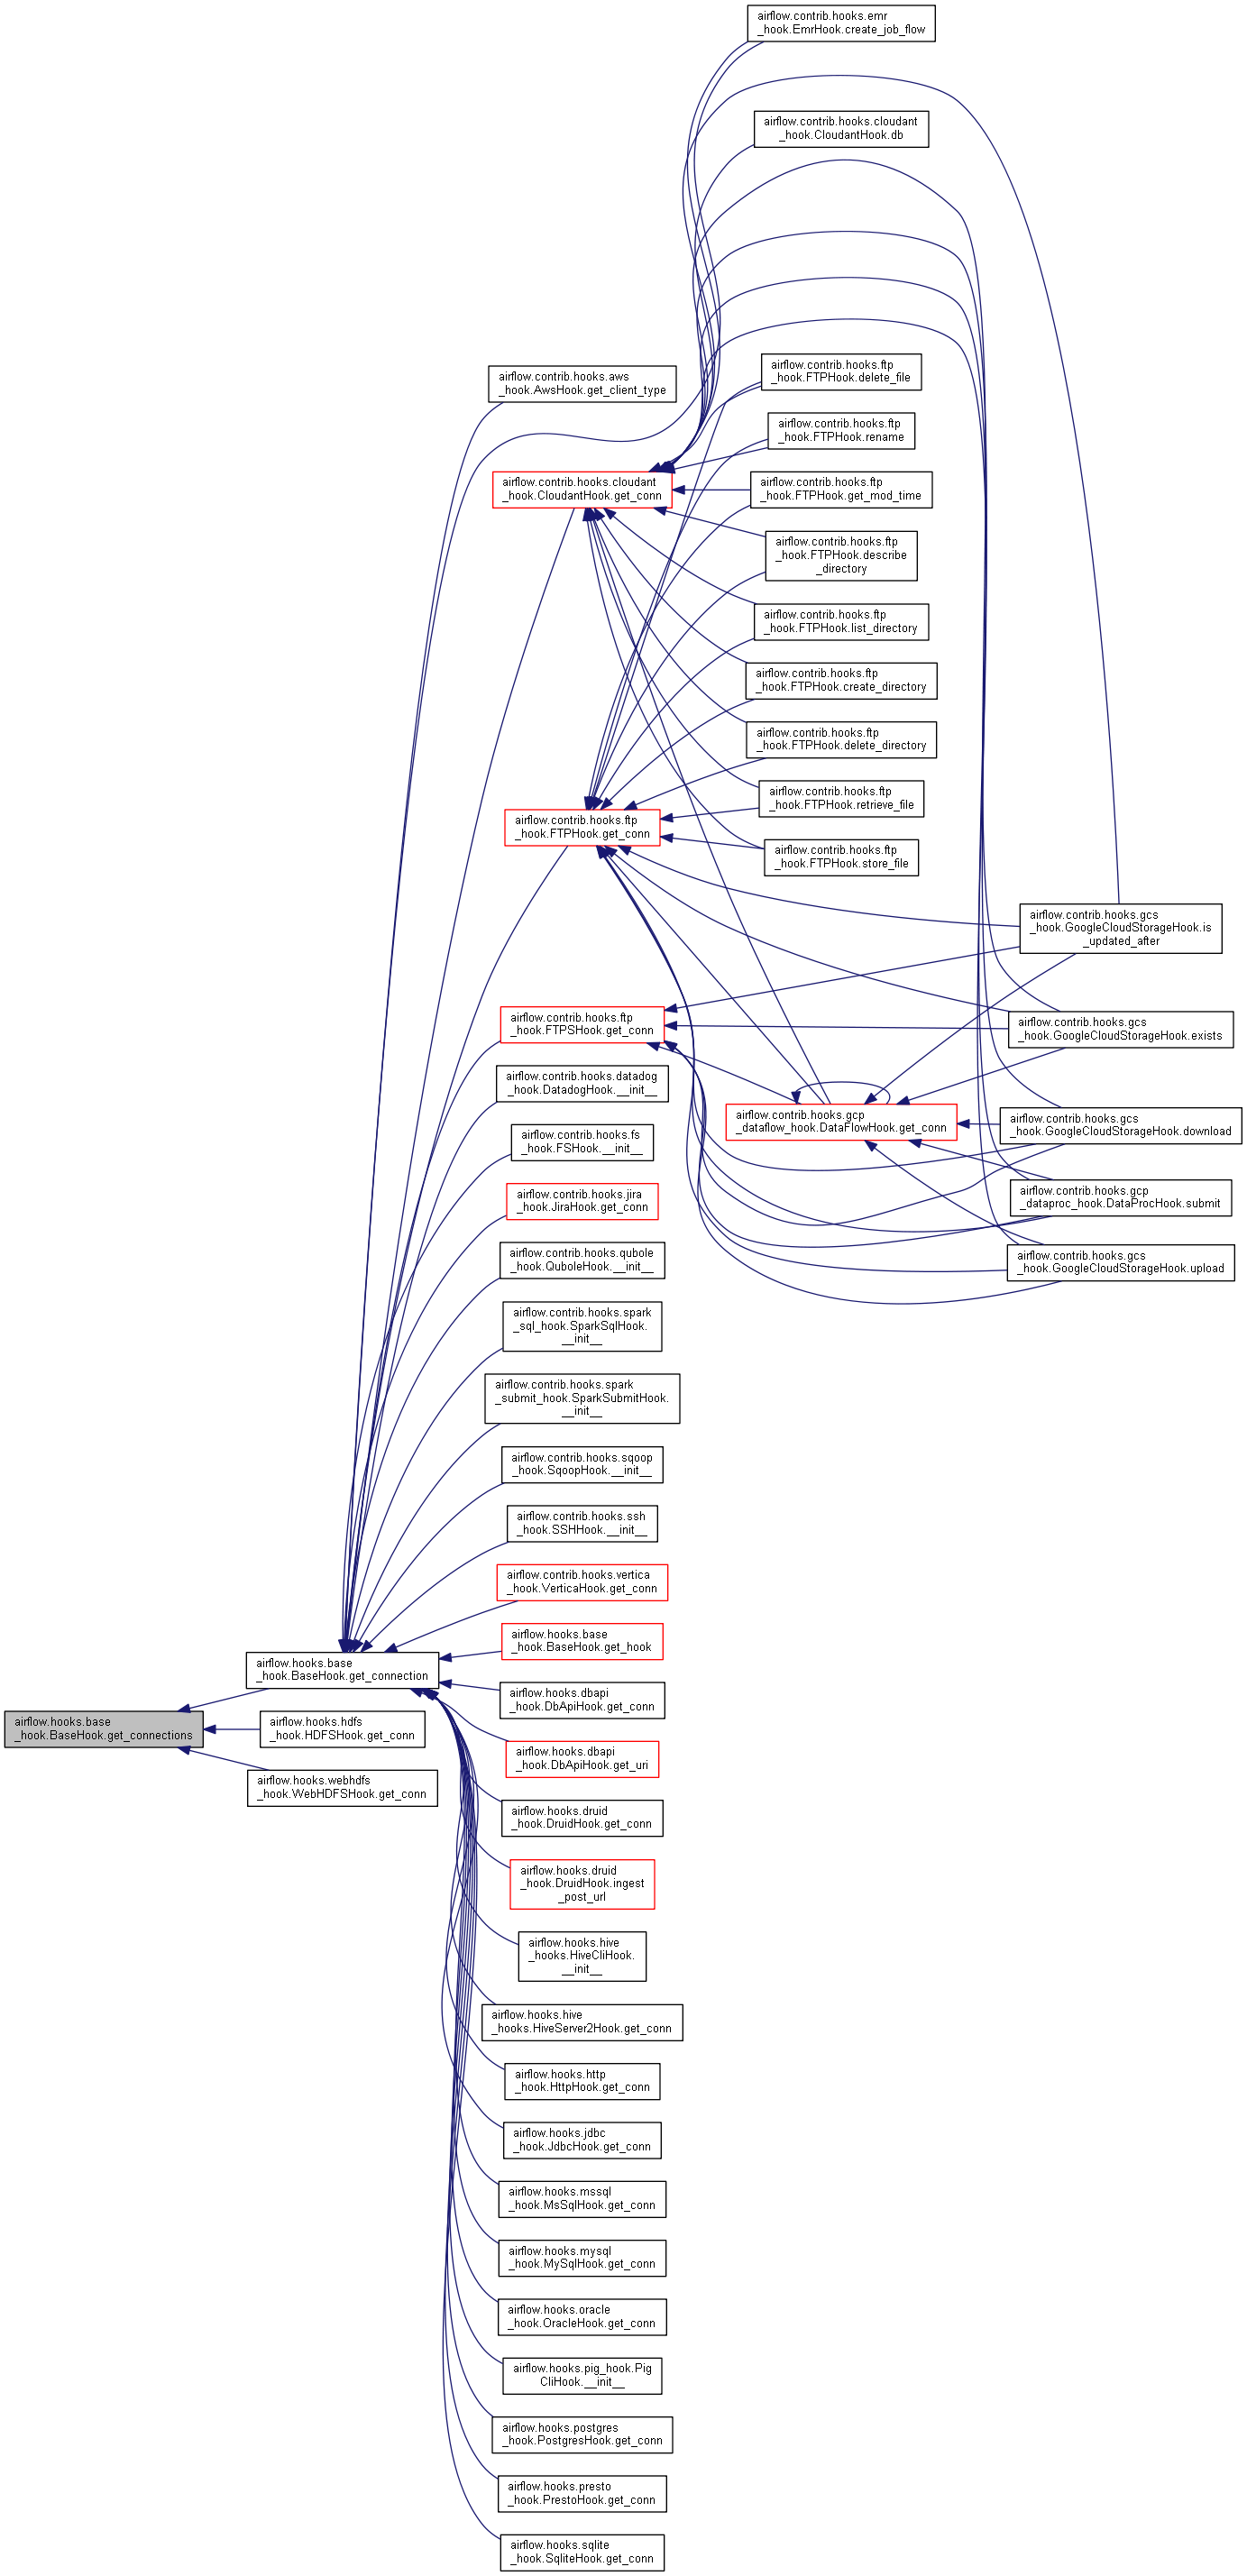 airflow.contrib.hooks.emr
_hook.EmrHook.create_job_flow
airflow.contrib.hooks.cloudant
_hook.CloudantHook.db
airflow.contrib.hooks.aws
_hook.AwsHook.get_client_type
airflow.contrib.hooks.ftp
_hook.FTPHook.delete_file
airflow.contrib.hooks.ftp
_hook.FTPHook.rename
airflow.contrib.hooks.cloudant
_hook.CloudantHook.get_conn
airflow.contrib.hooks.ftp
_hook.FTPHook.get_mod_time
airflow.contrib.hooks.ftp
_hook.FTPHook.describe
_directory
airflow.contrib.hooks.ftp
_hook.FTPHook.list_directory
airflow.contrib.hooks.ftp
_hook.FTPHook.create_directory
airflow.contrib.hooks.ftp
_hook.FTPHook.delete_directory
airflow.contrib.hooks.ftp
_hook.FTPHook.retrieve_file
airflow.contrib.hooks.ftp
_hook.FTPHook.get_conn
airflow.contrib.hooks.ftp
_hook.FTPHook.store_file
airflow.contrib.hooks.gcs
_hook.GoogleCloudStorageHook.is
_updated_after
airflow.contrib.hooks.ftp
_hook.FTPSHook.get_conn
airflow.contrib.hooks.gcs
_hook.GoogleCloudStorageHook.exists
airflow.contrib.hooks.datadog
_hook.DatadogHook.__init__
airflow.contrib.hooks.gcp
_dataflow_hook.DataFlowHook.get_conn
airflow.contrib.hooks.gcs
_hook.GoogleCloudStorageHook.download
airflow.contrib.hooks.fs
_hook.FSHook.__init__
airflow.contrib.hooks.jira
_hook.JiraHook.get_conn
airflow.contrib.hooks.gcp
_dataproc_hook.DataProcHook.submit
airflow.contrib.hooks.qubole
_hook.QuboleHook.__init__
airflow.contrib.hooks.gcs
_hook.GoogleCloudStorageHook.upload
airflow.contrib.hooks.spark
_sql_hook.SparkSqlHook.
__init__
airflow.contrib.hooks.spark
_submit_hook.SparkSubmitHook.
__init__
airflow.contrib.hooks.sqoop
_hook.SqoopHook.__init__
airflow.contrib.hooks.ssh
_hook.SSHHook.__init__
airflow.contrib.hooks.vertica
_hook.VerticaHook.get_conn
airflow.hooks.base
_hook.BaseHook.get_hook
airflow.hooks.base
_hook.BaseHook.get_connection
airflow.hooks.dbapi
_hook.DbApiHook.get_conn
airflow.hooks.base
_hook.BaseHook.get_connections
airflow.hooks.hdfs
_hook.HDFSHook.get_conn
airflow.hooks.dbapi
_hook.DbApiHook.get_uri
airflow.hooks.webhdfs
_hook.WebHDFSHook.get_conn
airflow.hooks.druid
_hook.DruidHook.get_conn
airflow.hooks.druid
_hook.DruidHook.ingest
_post_url
airflow.hooks.hive
_hooks.HiveCliHook.
__init__
airflow.hooks.hive
_hooks.HiveServer2Hook.get_conn
airflow.hooks.http
_hook.HttpHook.get_conn
airflow.hooks.jdbc
_hook.JdbcHook.get_conn
airflow.hooks.mssql
_hook.MsSqlHook.get_conn
airflow.hooks.mysql
_hook.MySqlHook.get_conn
airflow.hooks.oracle
_hook.OracleHook.get_conn
airflow.hooks.pig_hook.Pig
CliHook.__init__
airflow.hooks.postgres
_hook.PostgresHook.get_conn
airflow.hooks.presto
_hook.PrestoHook.get_conn
airflow.hooks.sqlite
_hook.SqliteHook.get_conn